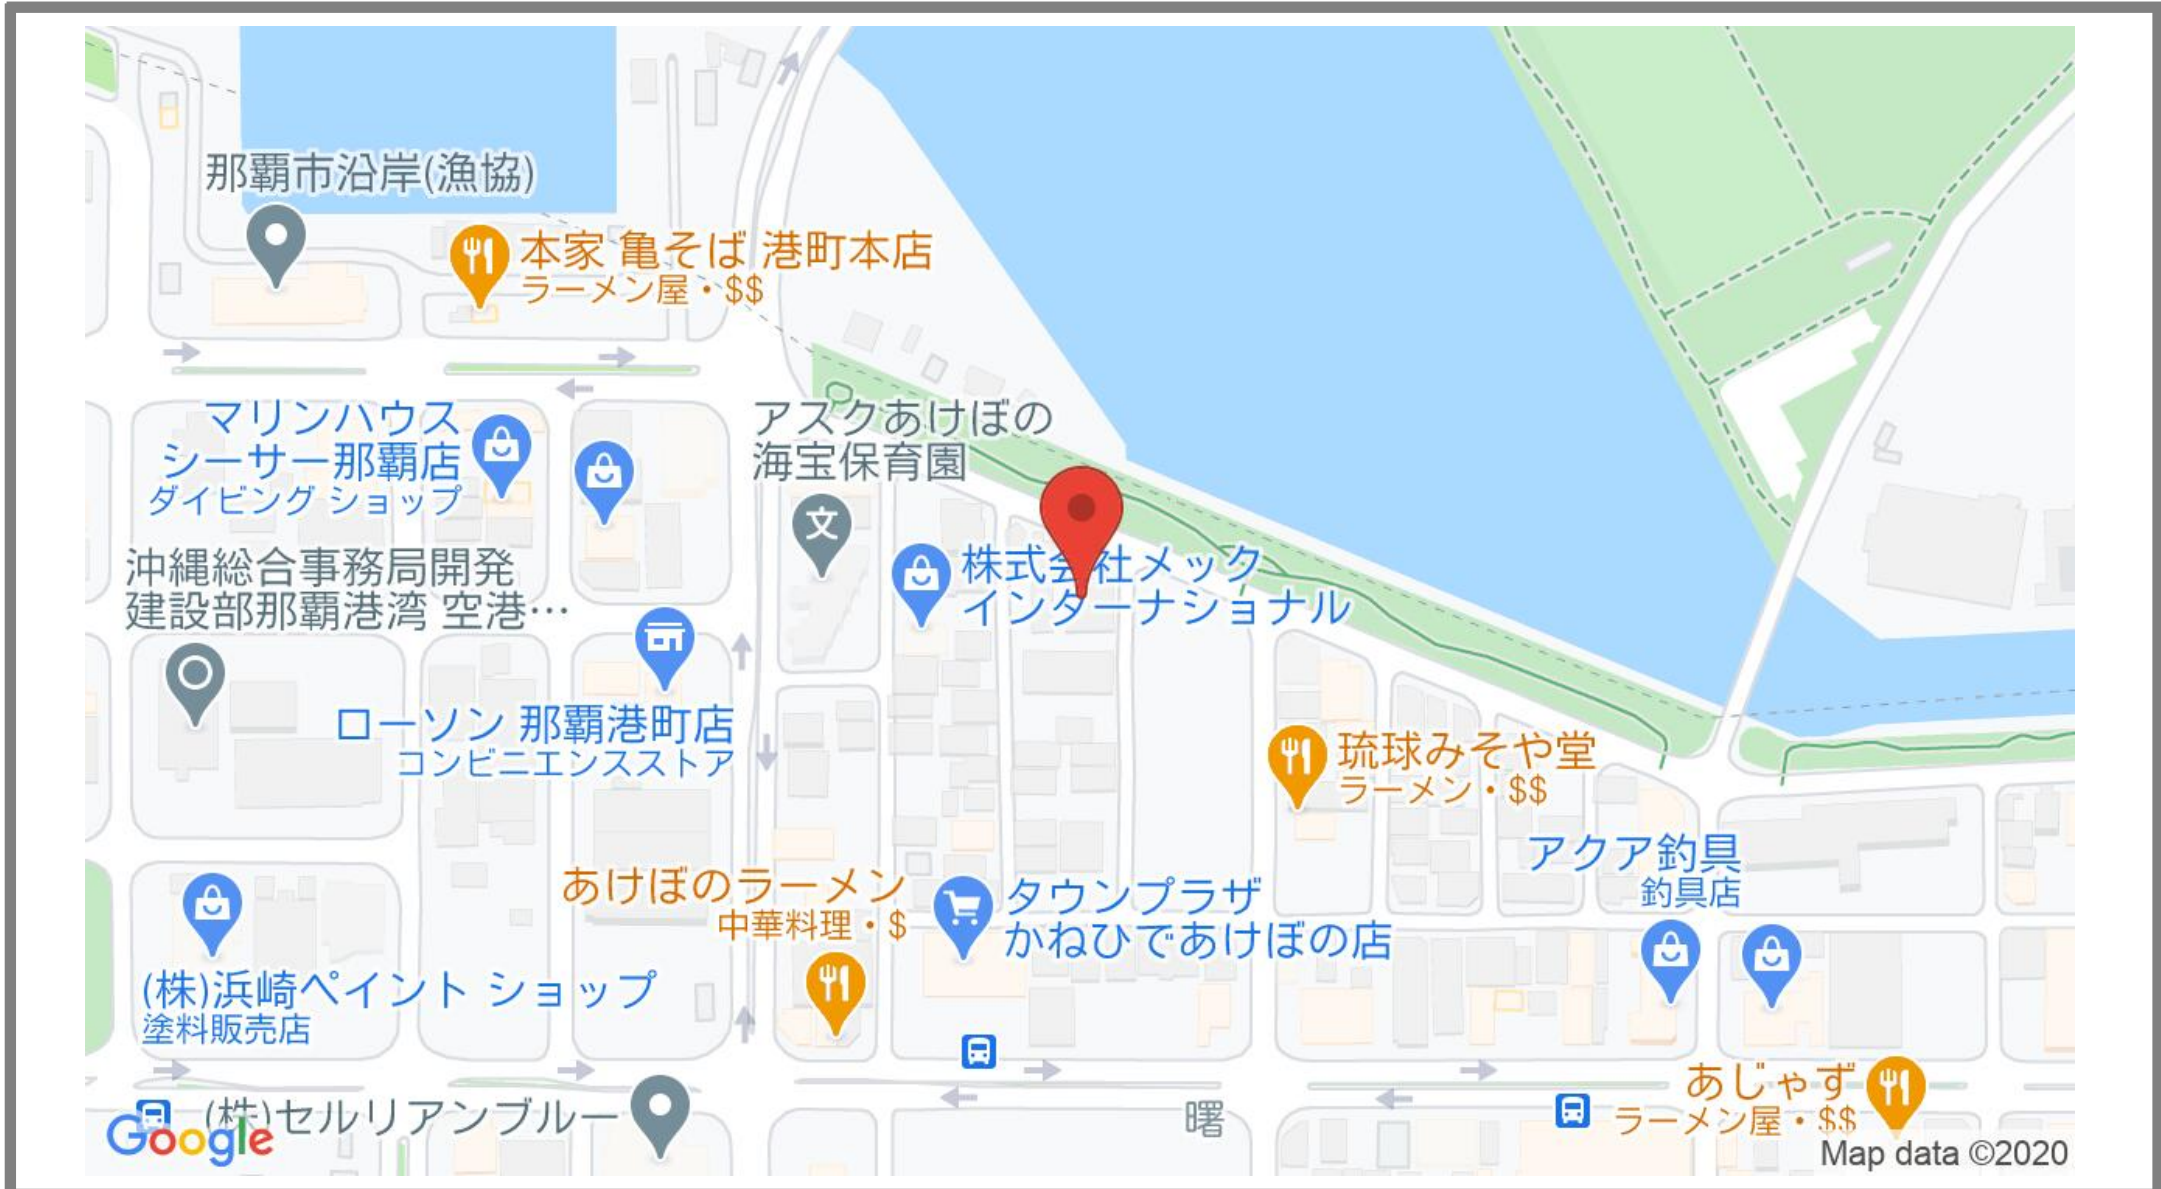 那覇市沿岸(漁協)
本家 亀そば 港町本店
ラーメン屋・$$
マリンハウス
シーサー那覇店
ダイビング ショップ
アスクあけぼの
海宝保育園
文
沖縄総合事務局開発
建設部那覇港湾 空港…
株式会社メック
インターナショナル
ローソン 那覇港町店
コンビニエンスストア
琉球みそや堂
ラーメン・$$
アクア釣具
釣具店
あけぼのラーメン
中華料理・$
タウンプラザ
かねひであけぼの店
(株)浜崎ペイント ショップ
塗料販売店
あじゃず
ラーメン屋・$$
(株)セルリアンブルー
曙
Google
Map data ©2020